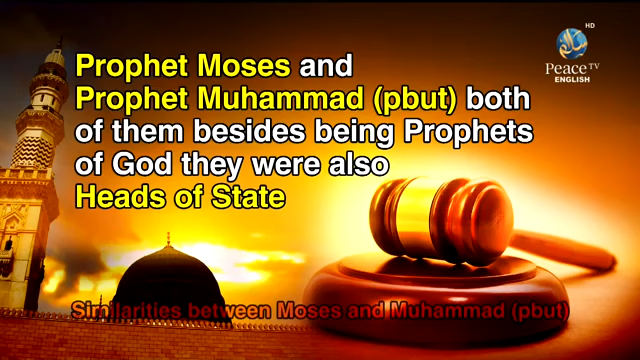 HD
سلام
Peace TV
ENGLISH
Prophet Moses and
Prophet Muhammad (pbut) both
of them besides being Prophets
of God they were also
Heads of State
Similarities between Moses and Muhammad (pbut)